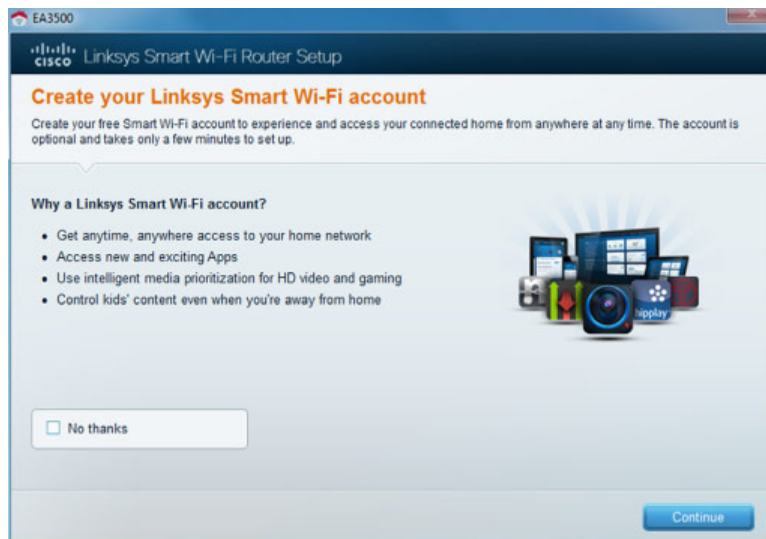 EA3500
CISCO Linksys Smart Wi-Fi Router Setup
Create your Linksys Smart Wi-Fi account
Create your free Smart Wi-Fi account to experience and access your connected home from anywhere at any time. The account is
optional and takes only a few minutes to set up.
Why a Linksys Smart Wi-Fi account?
• Get anytime, anywhere access to your home network
• Access new and exciting Apps
• Use intelligent media prioritization for HD video and gaming
• Control kids' content even when you're away from home
hipplay
No thanks
Continue